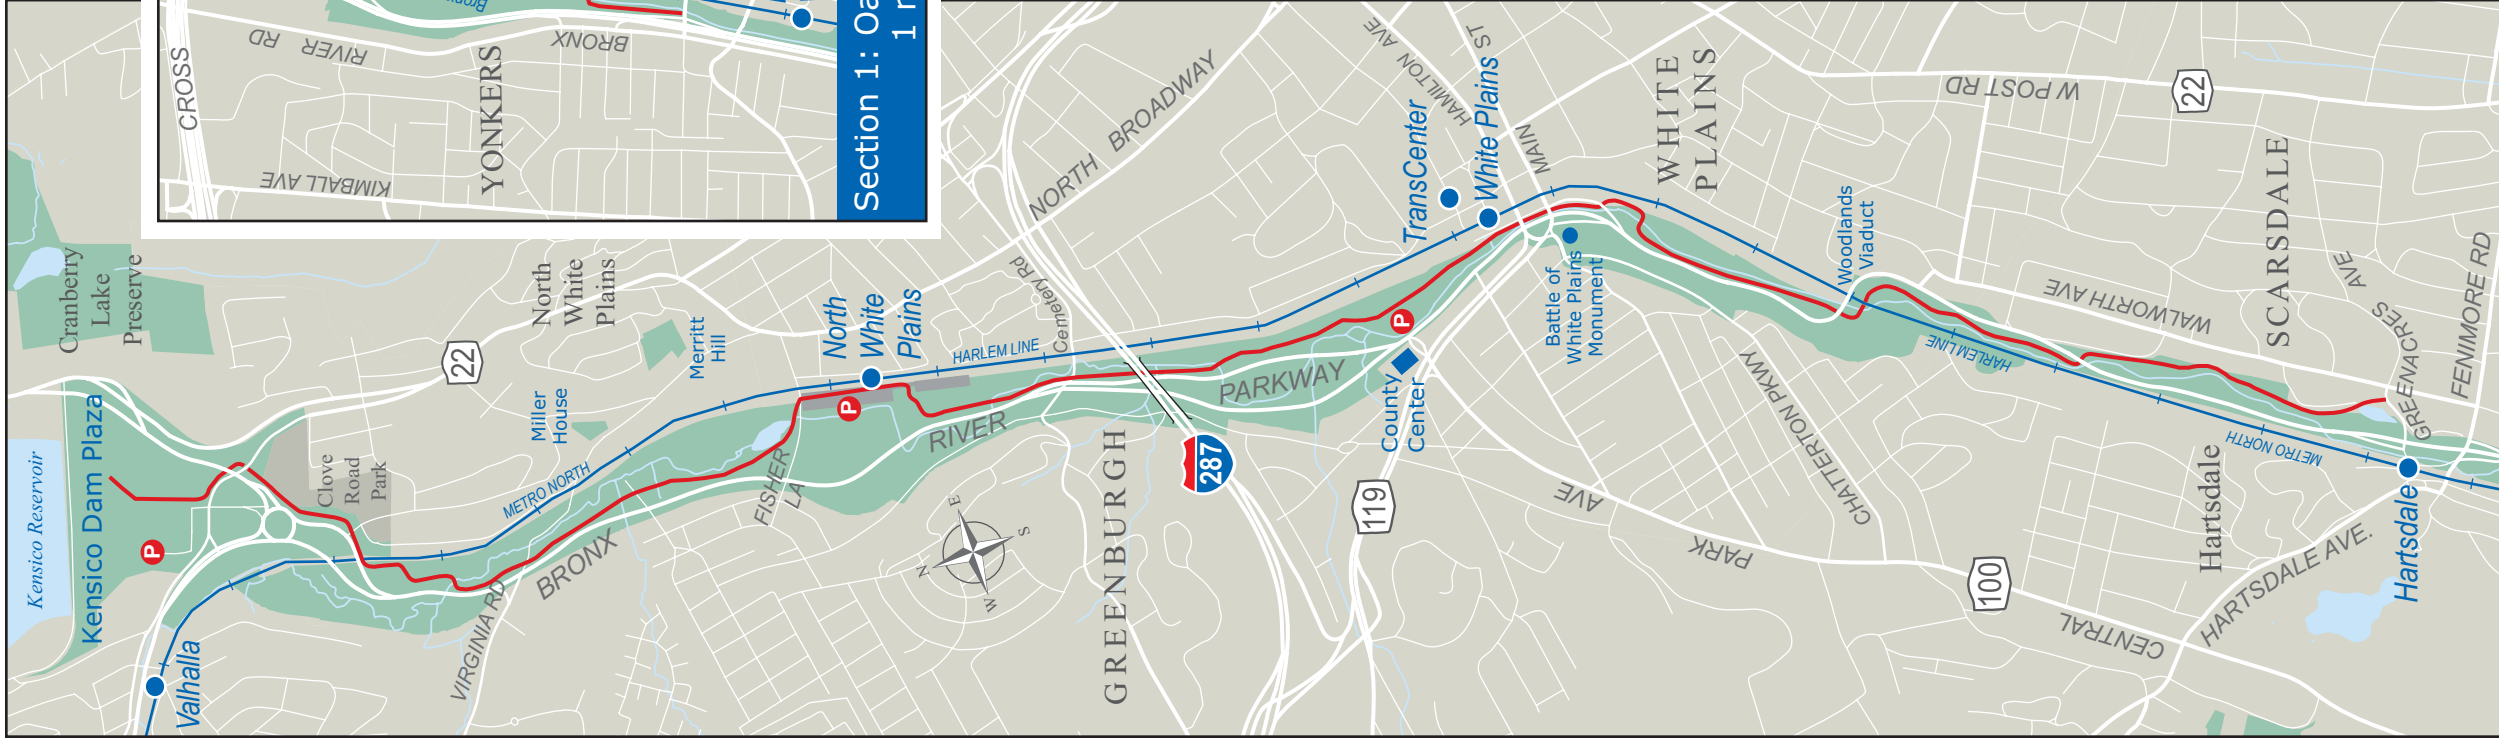 CROSS
RD
RIVER
BRONX
YONKERS
KIMBALL AVE
Section 1: Oa
Cranberry
Lake
Preserve
Kensico Reservoir
Kensico Dam Plaza
P
Valhalla
22
Clove
Road
Park
North
White
Plains
Merritt
Hill
Miller
House
METRO NORTH
VIRGINIA RD
BRONX
FISHER
LA
P
North
White
Plains
HARLEM LINE
RIVER
PARKWAY
Cemetery Rd
NORTH BROADWAY
N
E
S
W
GREENBURGH
287
119
County
Center
P
TransCenter
White Plains
HAMILTON AVE
MAIN
ST
Battle of
White Plains
Monument
WHITE
PLAINS
W POST RD
22
Woodlands
Viaduct
HARLEM LINE
WALWORTH AVE
CHATTERTON PKWY
AVE
PARK
CENTRAL
100
SCARSDALE
GREENACRES AVE
FENIMORE RD
METRO NORTH
Hartsdale
HARTSDALE AVE.
Hartsdale